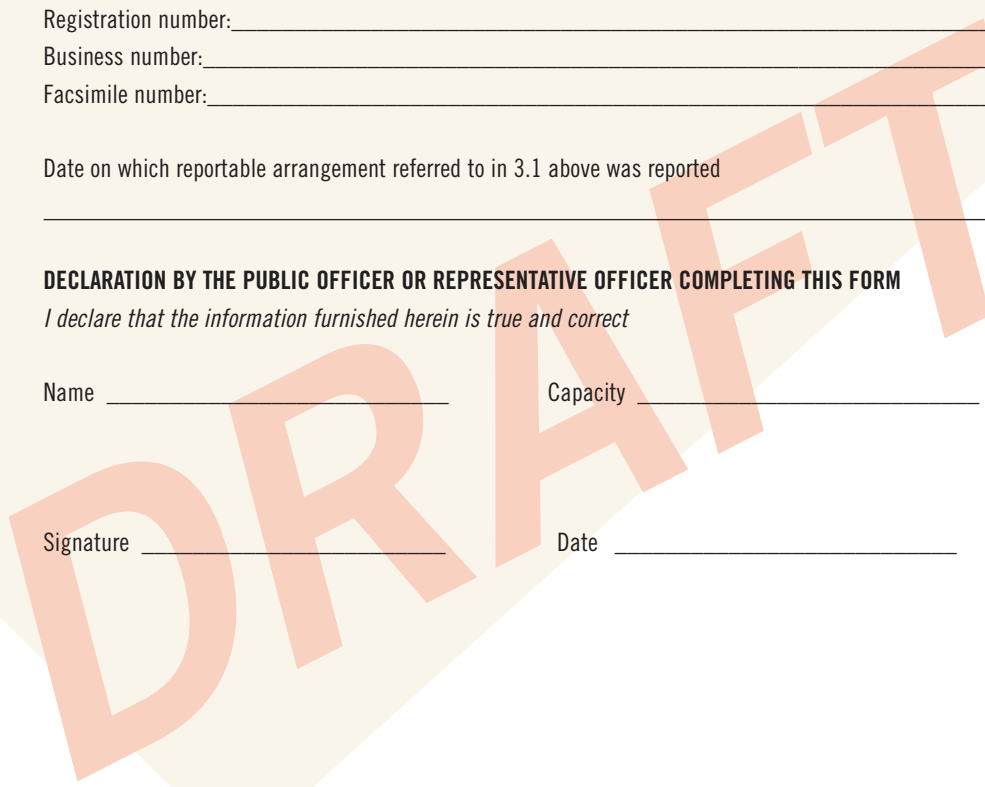 Registration number:
Business number:
Facsimile number:
Date on which reportable arrangement referred to in 3.1 above was reported
DECLARATION BY THE PUBLIC OFFICER OR REPRESENTATIVE OFFICER COMPLETING THIS FORM
I declare that the information furnished herein is true and correct
Name Capacity
Signature Date
DRAFT